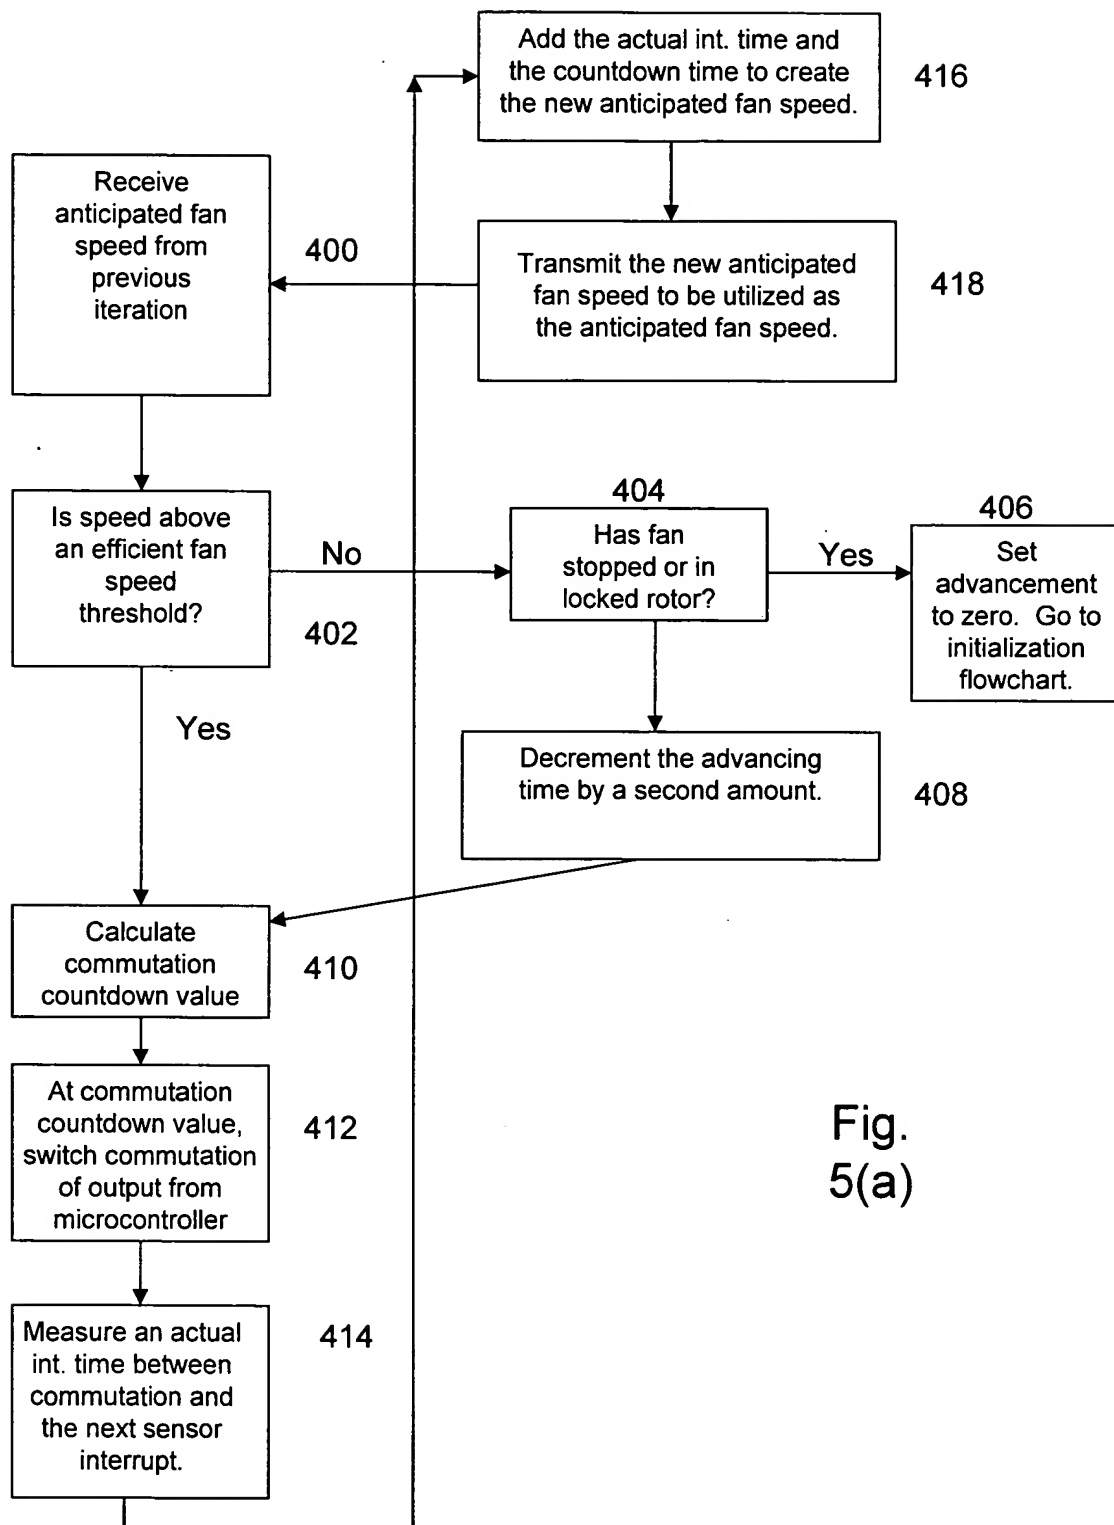 Add the actual int. time and
the countdown time to create
the new anticipated fan speed.
416
Receive
anticipated fan
speed from
previous
iteration
400
Transmit the new anticipated
fan speed to be utilized as
the anticipated fan speed.
418
Is speed above
an efficient fan
speed
threshold?
402
No
404
Has fan
stopped or in
locked rotor?
Yes
406
Set
advancement
to zero. Go to
initialization
flowchart.
Yes
Decrement the advancing
time by a second amount.
408
Calculate
commutation
countdown value
410
At commutation
countdown value,
switch commutation
of output from
microcontroller
412
Fig.
5(a)
Measure an actual
int. time between
commutation and
the next sensor
interrupt.
414